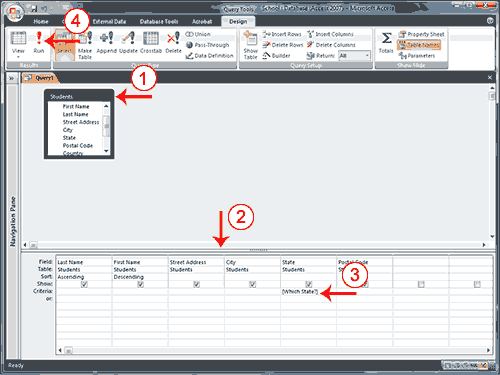 Query Tools School Database (Access 2007) - Microsoft Access
Home External Data Database Tools Acrobat Design
4
View Run Select Make Table Append Update Crosstab Delete
Union
Pass-Through
Data Definition
Show Table
Insert Rows
Delete Rows
Builder
Insert Columns
Delete Columns
Return: All
Totals
Property Sheet
Table Names
Parameters
Results Query Type Query Setup Show/Hide
Query1
1
Students
First Name
Last Name
Street Address
City
State
Postal Code
Country
Navigation Pane
2
Field: Last Name First Name Street Address City State Postal Code
Table: Students Students Students Students Students
Sort: Ascending Descending
Show:
Criteria: [Which State?]
or:
3
Ready